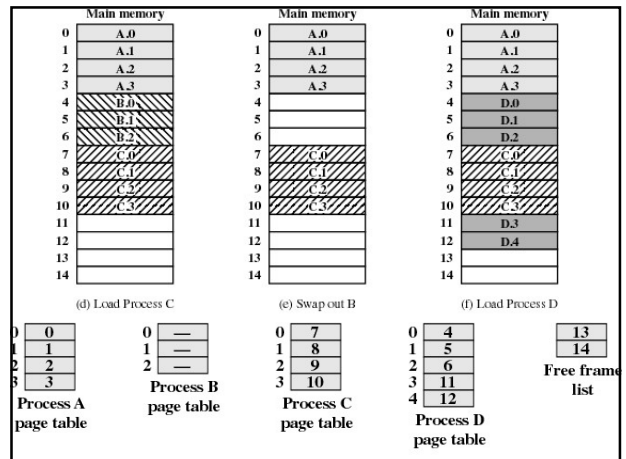 Main memory Main memory Main memory
0 A.0 0 A.0 0 A.0
1 A.1 1 A.1 1 A.1
2 A.2 2 A.2 2 A.2
3 A.3 3 A.3 3 A.3
4 B.0 4 4 D.0
5 B.1 5 5 D.1
6 B.2 6 6 D.2
7 C.0 7 C.0 7 C.0
8 C.1 8 C.1 8 C.1
9 C.2 9 C.2 9 C.2
10 C.3 10 C.3 10 C.3
11 11 11 D.3
12 12 12 D.4
13 13 13
14 14 14
(d) Load Process C (e) Swap out B (f) Load Process D
0 0 0 — 0 7 0 4 13
1 1 1 — 1 8 1 5 14
2 2 2 — 2 9 2 6 Free frame
3 3 Process B 3 10 3 11 list
Process A page table Process C 4 12
page table page table Process D
page table